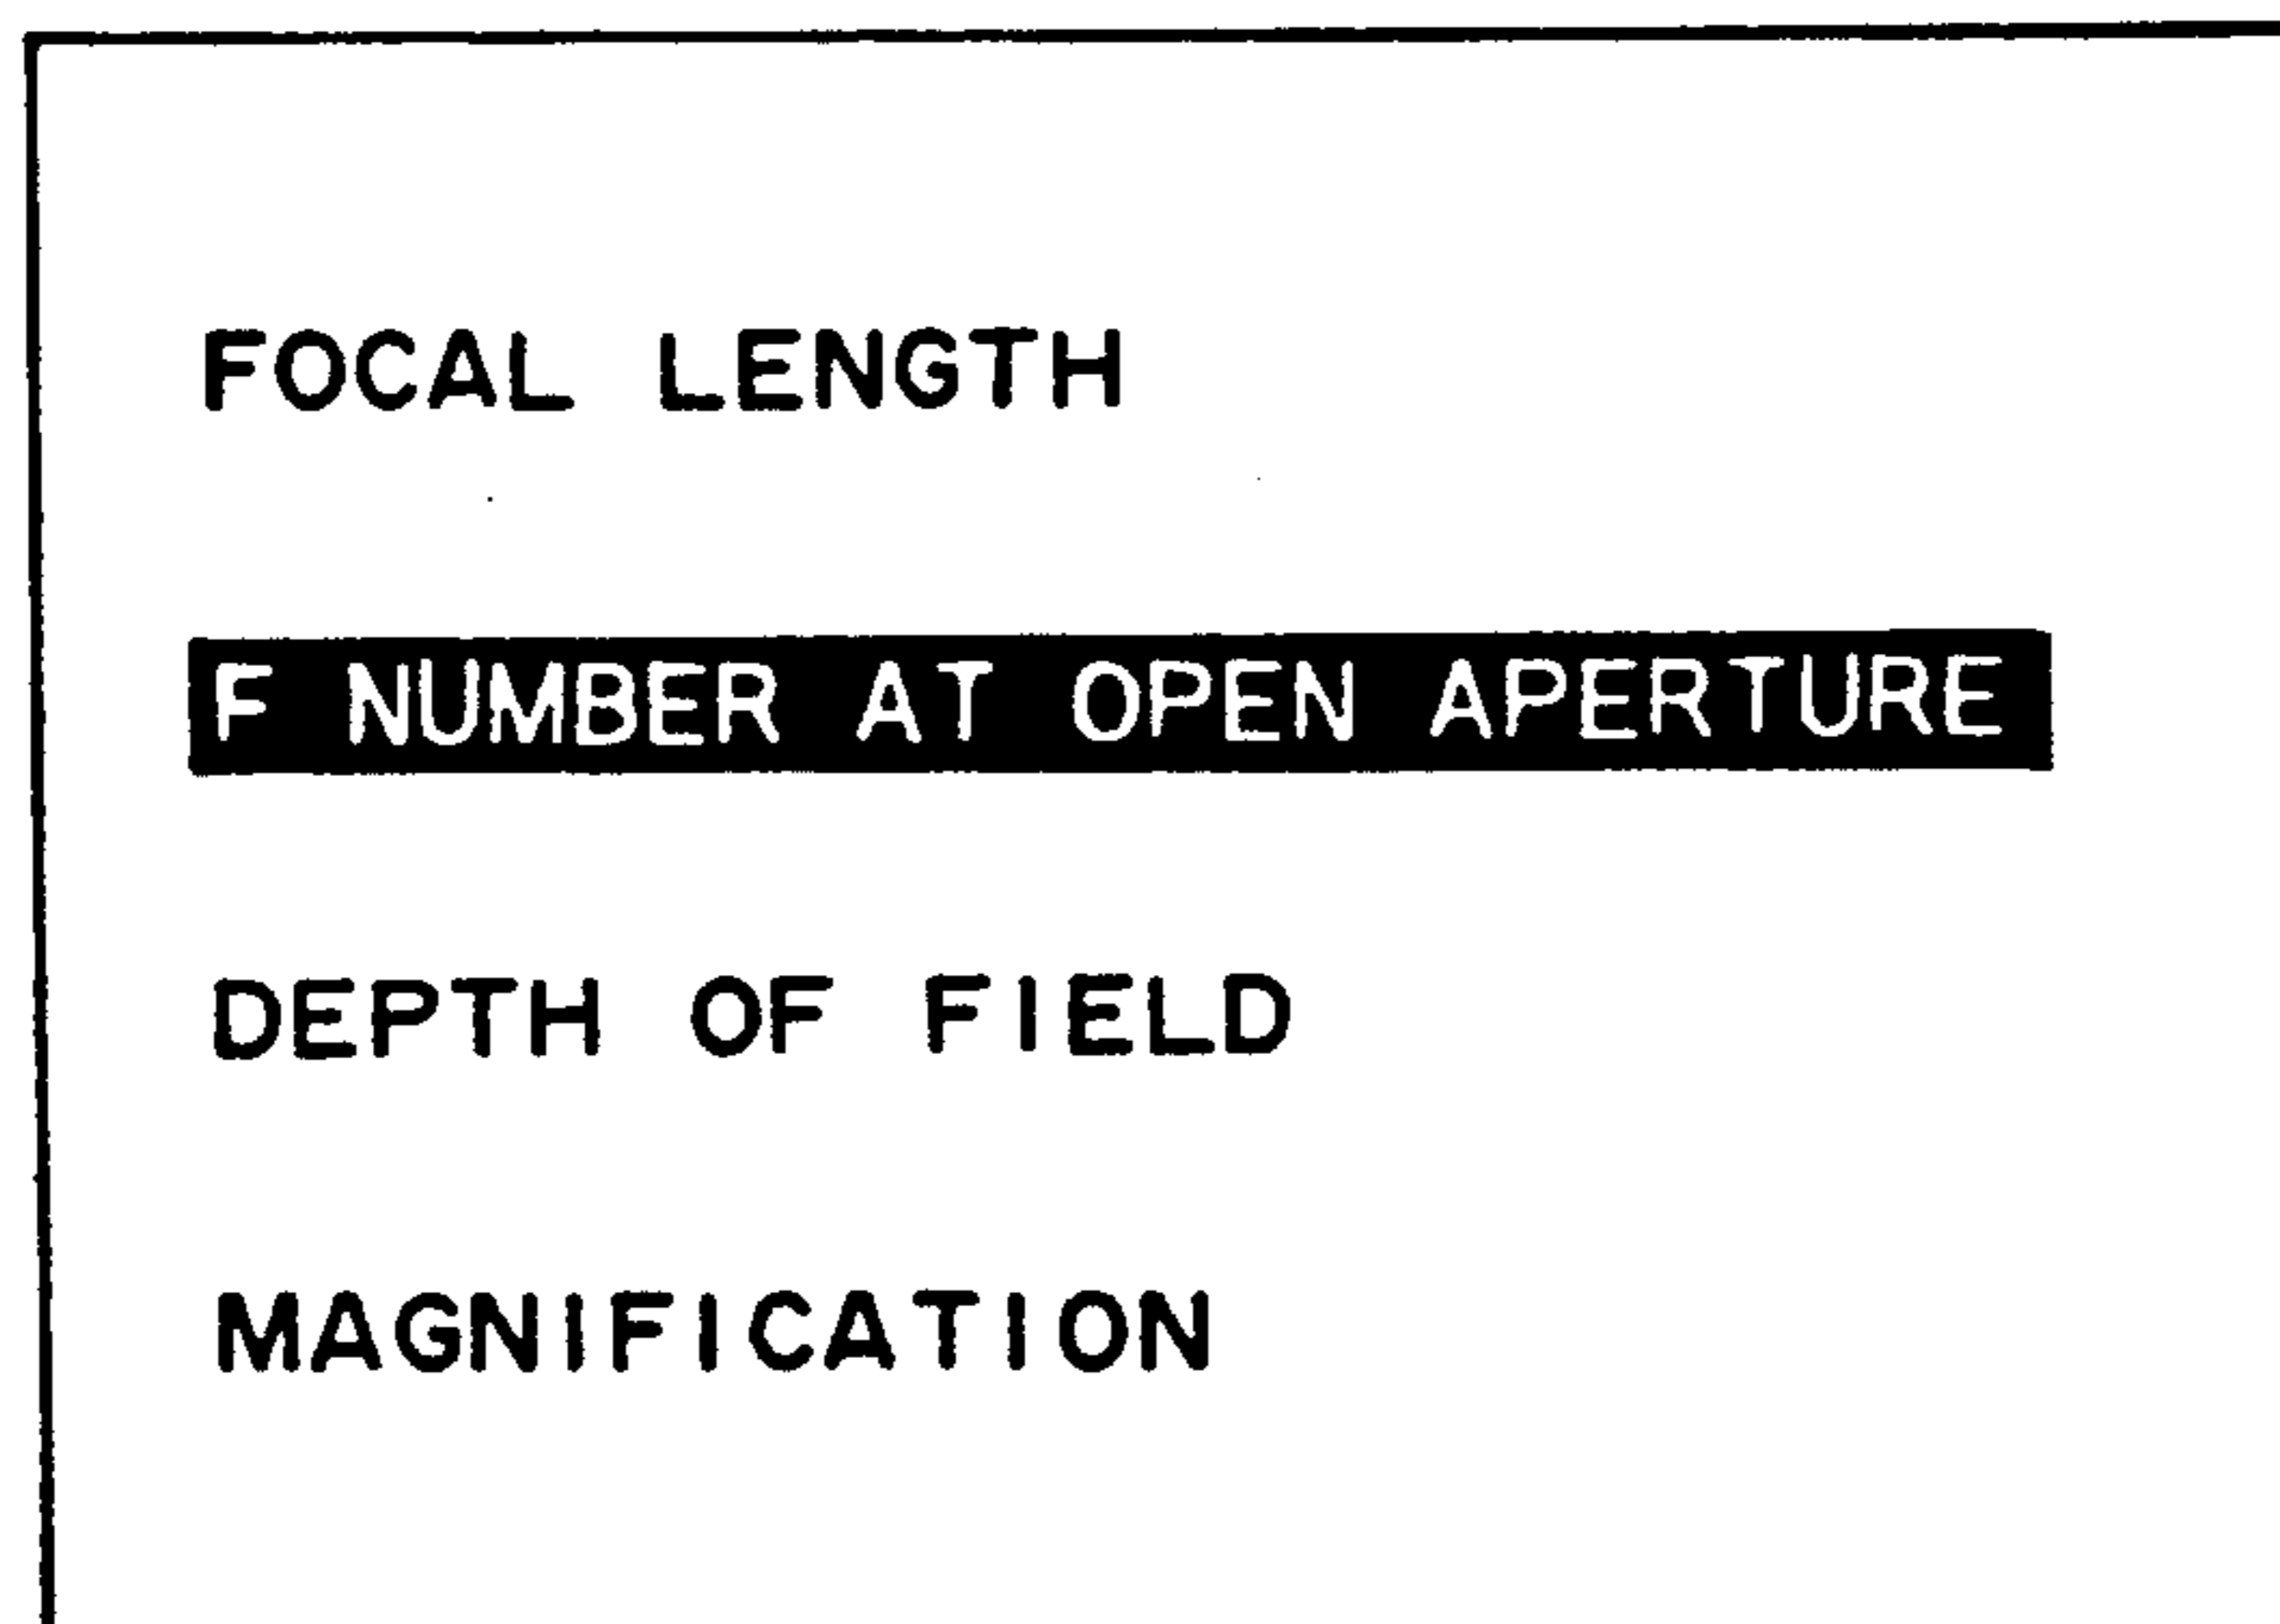 FOCAL LENGTH
F NUMBER AT OPEN APERTURE
DEPTH OF FIELD
MAGNIFICATION